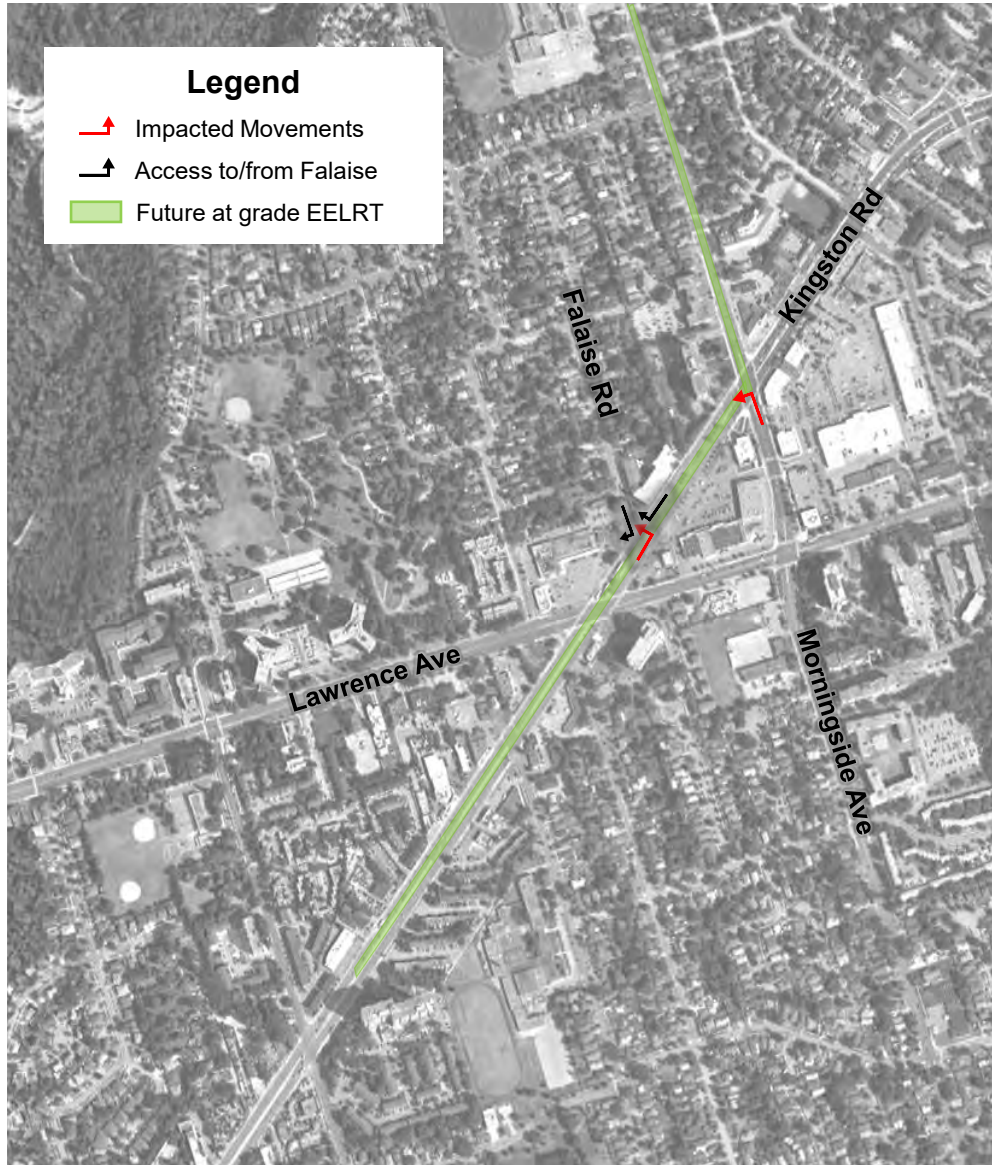 Legend
Impacted Movements
Access to/from Falaise
Future at grade EELRT
Kingston Rd
Falaise Rd
Lawrence Ave
Morningside Ave